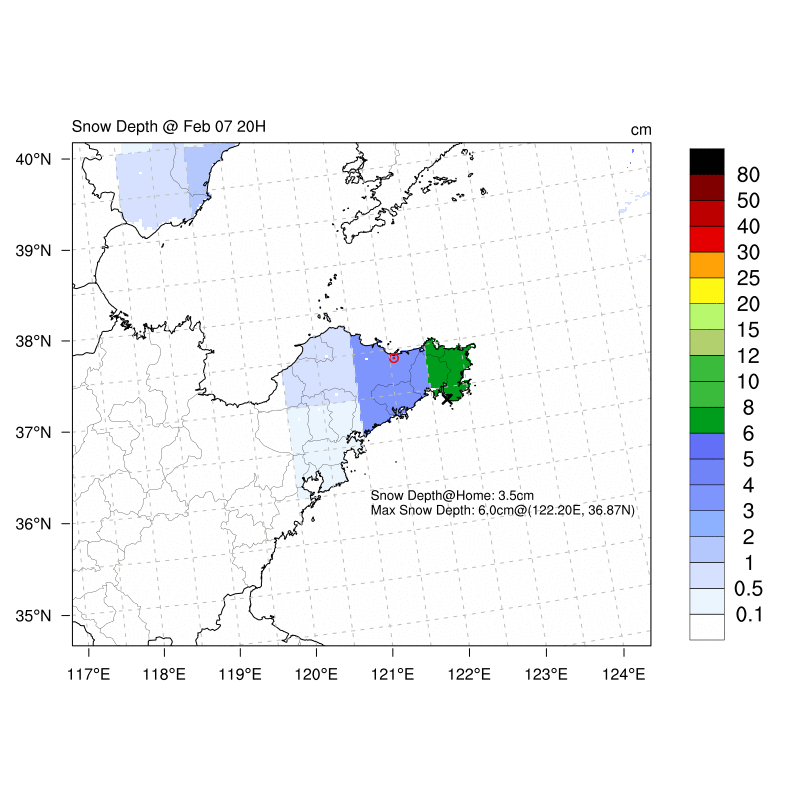 Snow Depth @ Feb 07 20H
cm
40°N
39°N
38°N
37°N
36°N
35°N
117°E 118°E 119°E 120°E 121°E 122°E 123°E 124°E
Snow Depth@Home: 3.5cm
Max Snow Depth: 6.0cm@(122.20E, 36.87N)
80
50
40
30
25
20
15
12
10
8
6
5
4
3
2
1
0.5
0.1